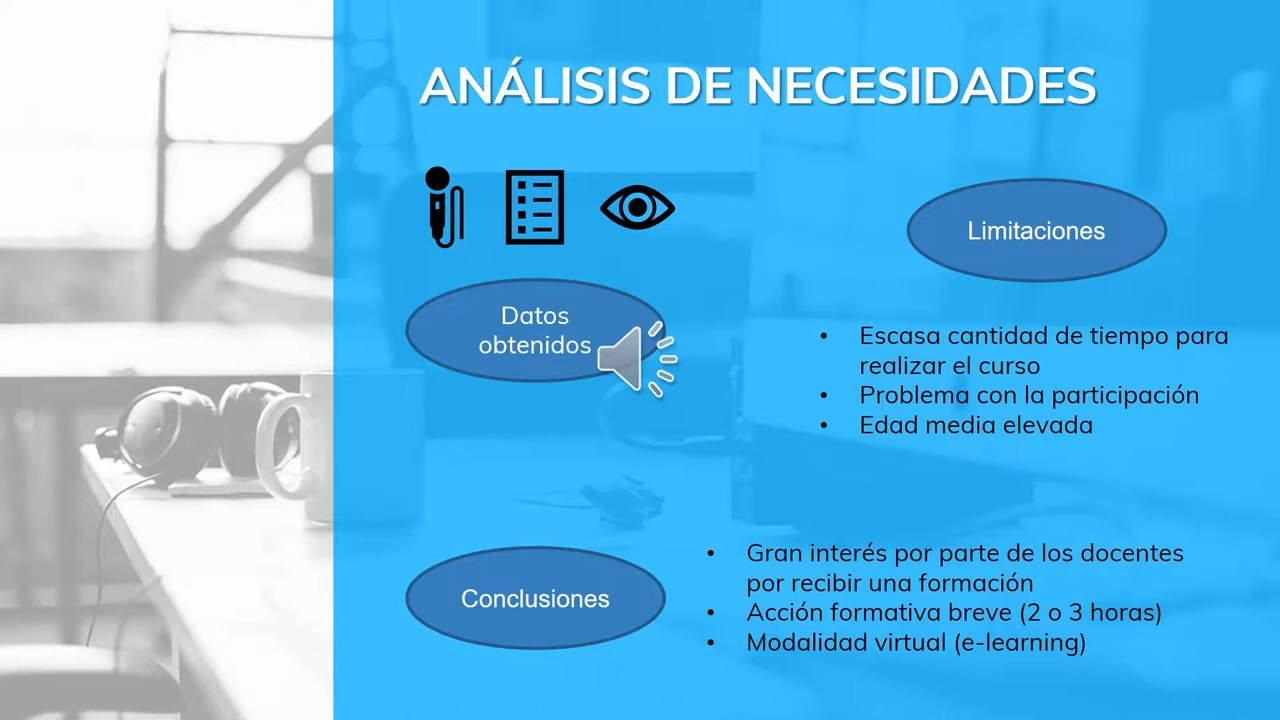 ANÁLISIS DE NECESIDADES
Limitaciones
Datos
obtenidos
• Escasa cantidad de tiempo para
realizar el curso
• Problema con la participación
• Edad media elevada
Conclusiones
• Gran interés por parte de los docentes
por recibir una formación
• Acción formativa breve (2 o 3 horas)
• Modalidad virtual (e-learning)